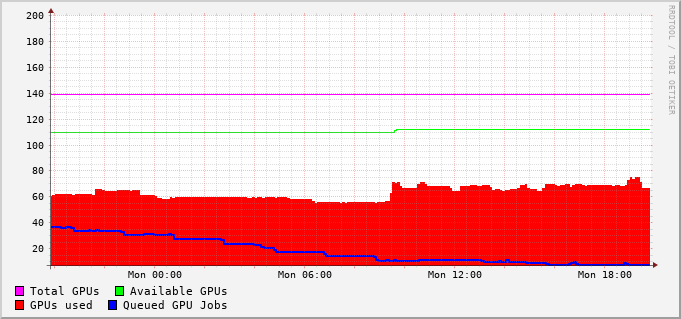 200
180
160
140
120
100
80
60
40
20
Mon 00:00 Mon 06:00 Mon 12:00 Mon 18:00
Total GPUs Available GPUs
GPUs used Queued GPU Jobs
RRDTOOL / TOBI OETIKER